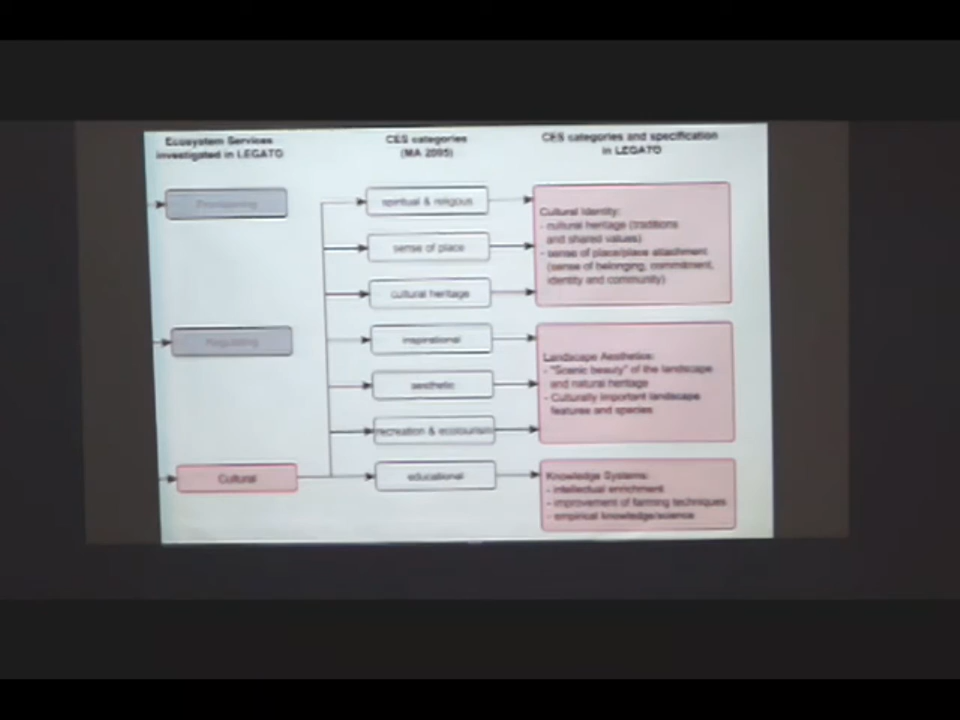 Ecosystem Services
investigated in LEGATO
CES categories
(MA 2005)
CES categories and specification
in LEGATO
Provisioning
Regulating
Cultural
spiritual & religious
sense of place
cultural heritage
inspirational
aesthetic
recreation & ecotourism
educational
Cultural Identity:
- cultural heritage (traditions
and shared values)
- sense of place/place attachment
(sense of belonging, commitment,
identity and community)
Landscape Aesthetics:
- "Scenic beauty" of the landscape
and natural heritage
- Culturally important landscape
features and species
Knowledge Systems:
- intellectual enrichment
- improvement of farming techniques
- empirical knowledge/science